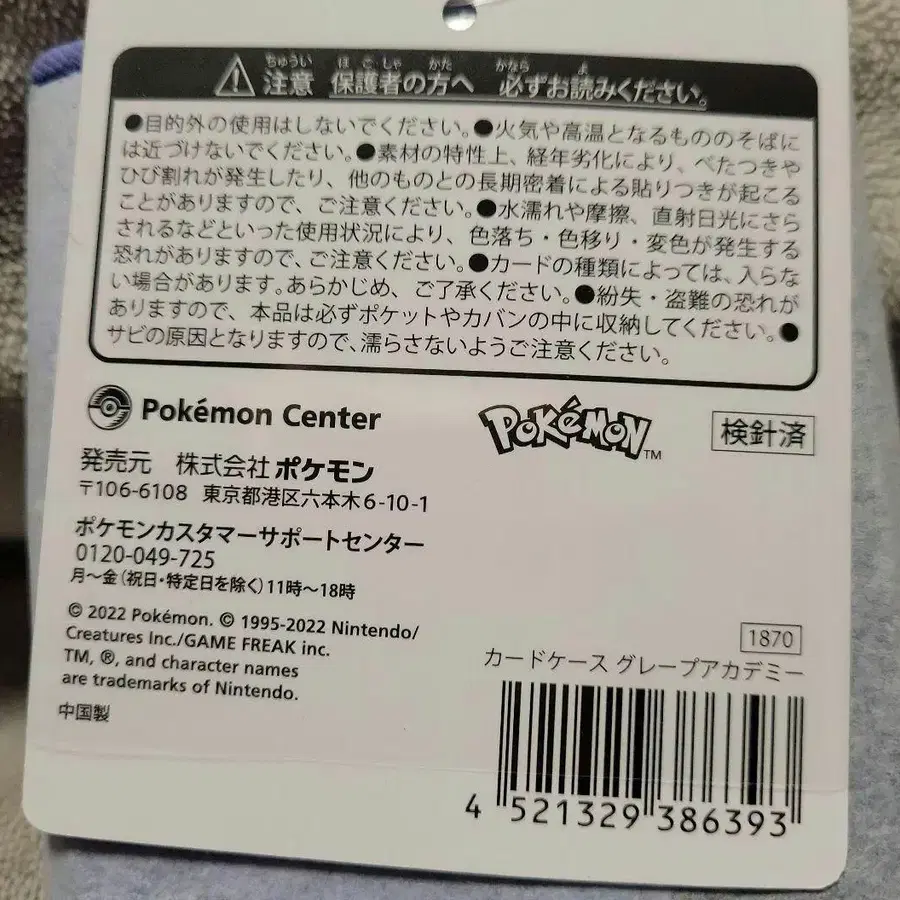 ちゅうい ほごしゃ かた かなら よ
注意 保護者の方へ 必ずお読みください。
●目的外の使用はしないでください。●火気や高温となるもののそばに
は近づけないでください。●素材の特性上、経年劣化により、べたつきや
ひび割れが発生したり、他のものとの長期密着による貼りつきが起こる
ことがありますので、ご注意ください。●水濡れや摩擦、直射日光にさら
されるなどといった使用状況により、色落ち・色移り・変色が発生する
恐れがありますので、ご注意ください。●カードの種類によっては、入らな
い場合があります。あらかじめ、ご了承ください。●紛失・盗難の恐れが
ありますので、本品は必ずポケットやカバンの中に収納してください。●
サビの原因となりますので、濡らさないようご注意ください。
Pokémon Center
POKéMON TM
検針済
発売元 株式会社 ポケモン
〒106-6108 東京都港区六本木6-10-1
ポケモンカスタマーサポートセンター
0120-049-725
月～金（祝日・特定日を除く）11時～18時
© 2022 Pokémon. © 1995-2022 Nintendo/
Creatures Inc./GAME FREAK inc.
TM, ®, and character names
are trademarks of Nintendo.
中国製
1870
カードケース グレープアカデミー
4 521329 386393